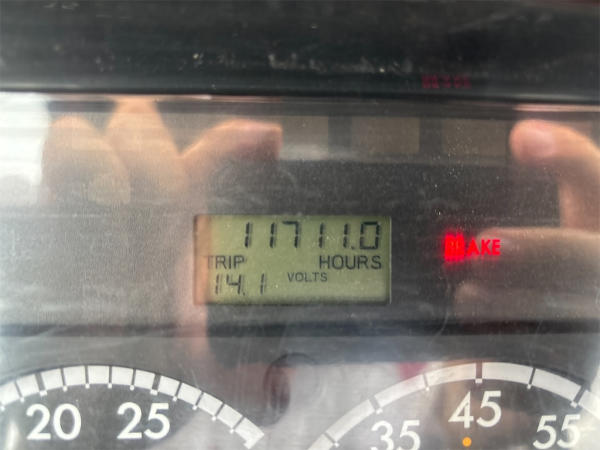 11711.0
TRIP HOURS
14.1 VOLTS
BRAKE
20 25
35 45 55